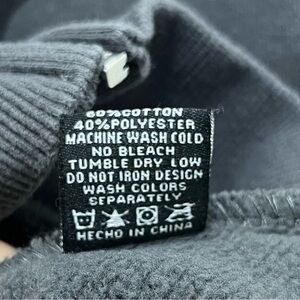 60%COTTON
40%POLYESTER
MACHINE WASH COLD
NO BLEACH
TUMBLE DRY LOW
DO NOT IRON DESIGN
WASH COLORS
SEPARATELY
HECHO IN CHINA